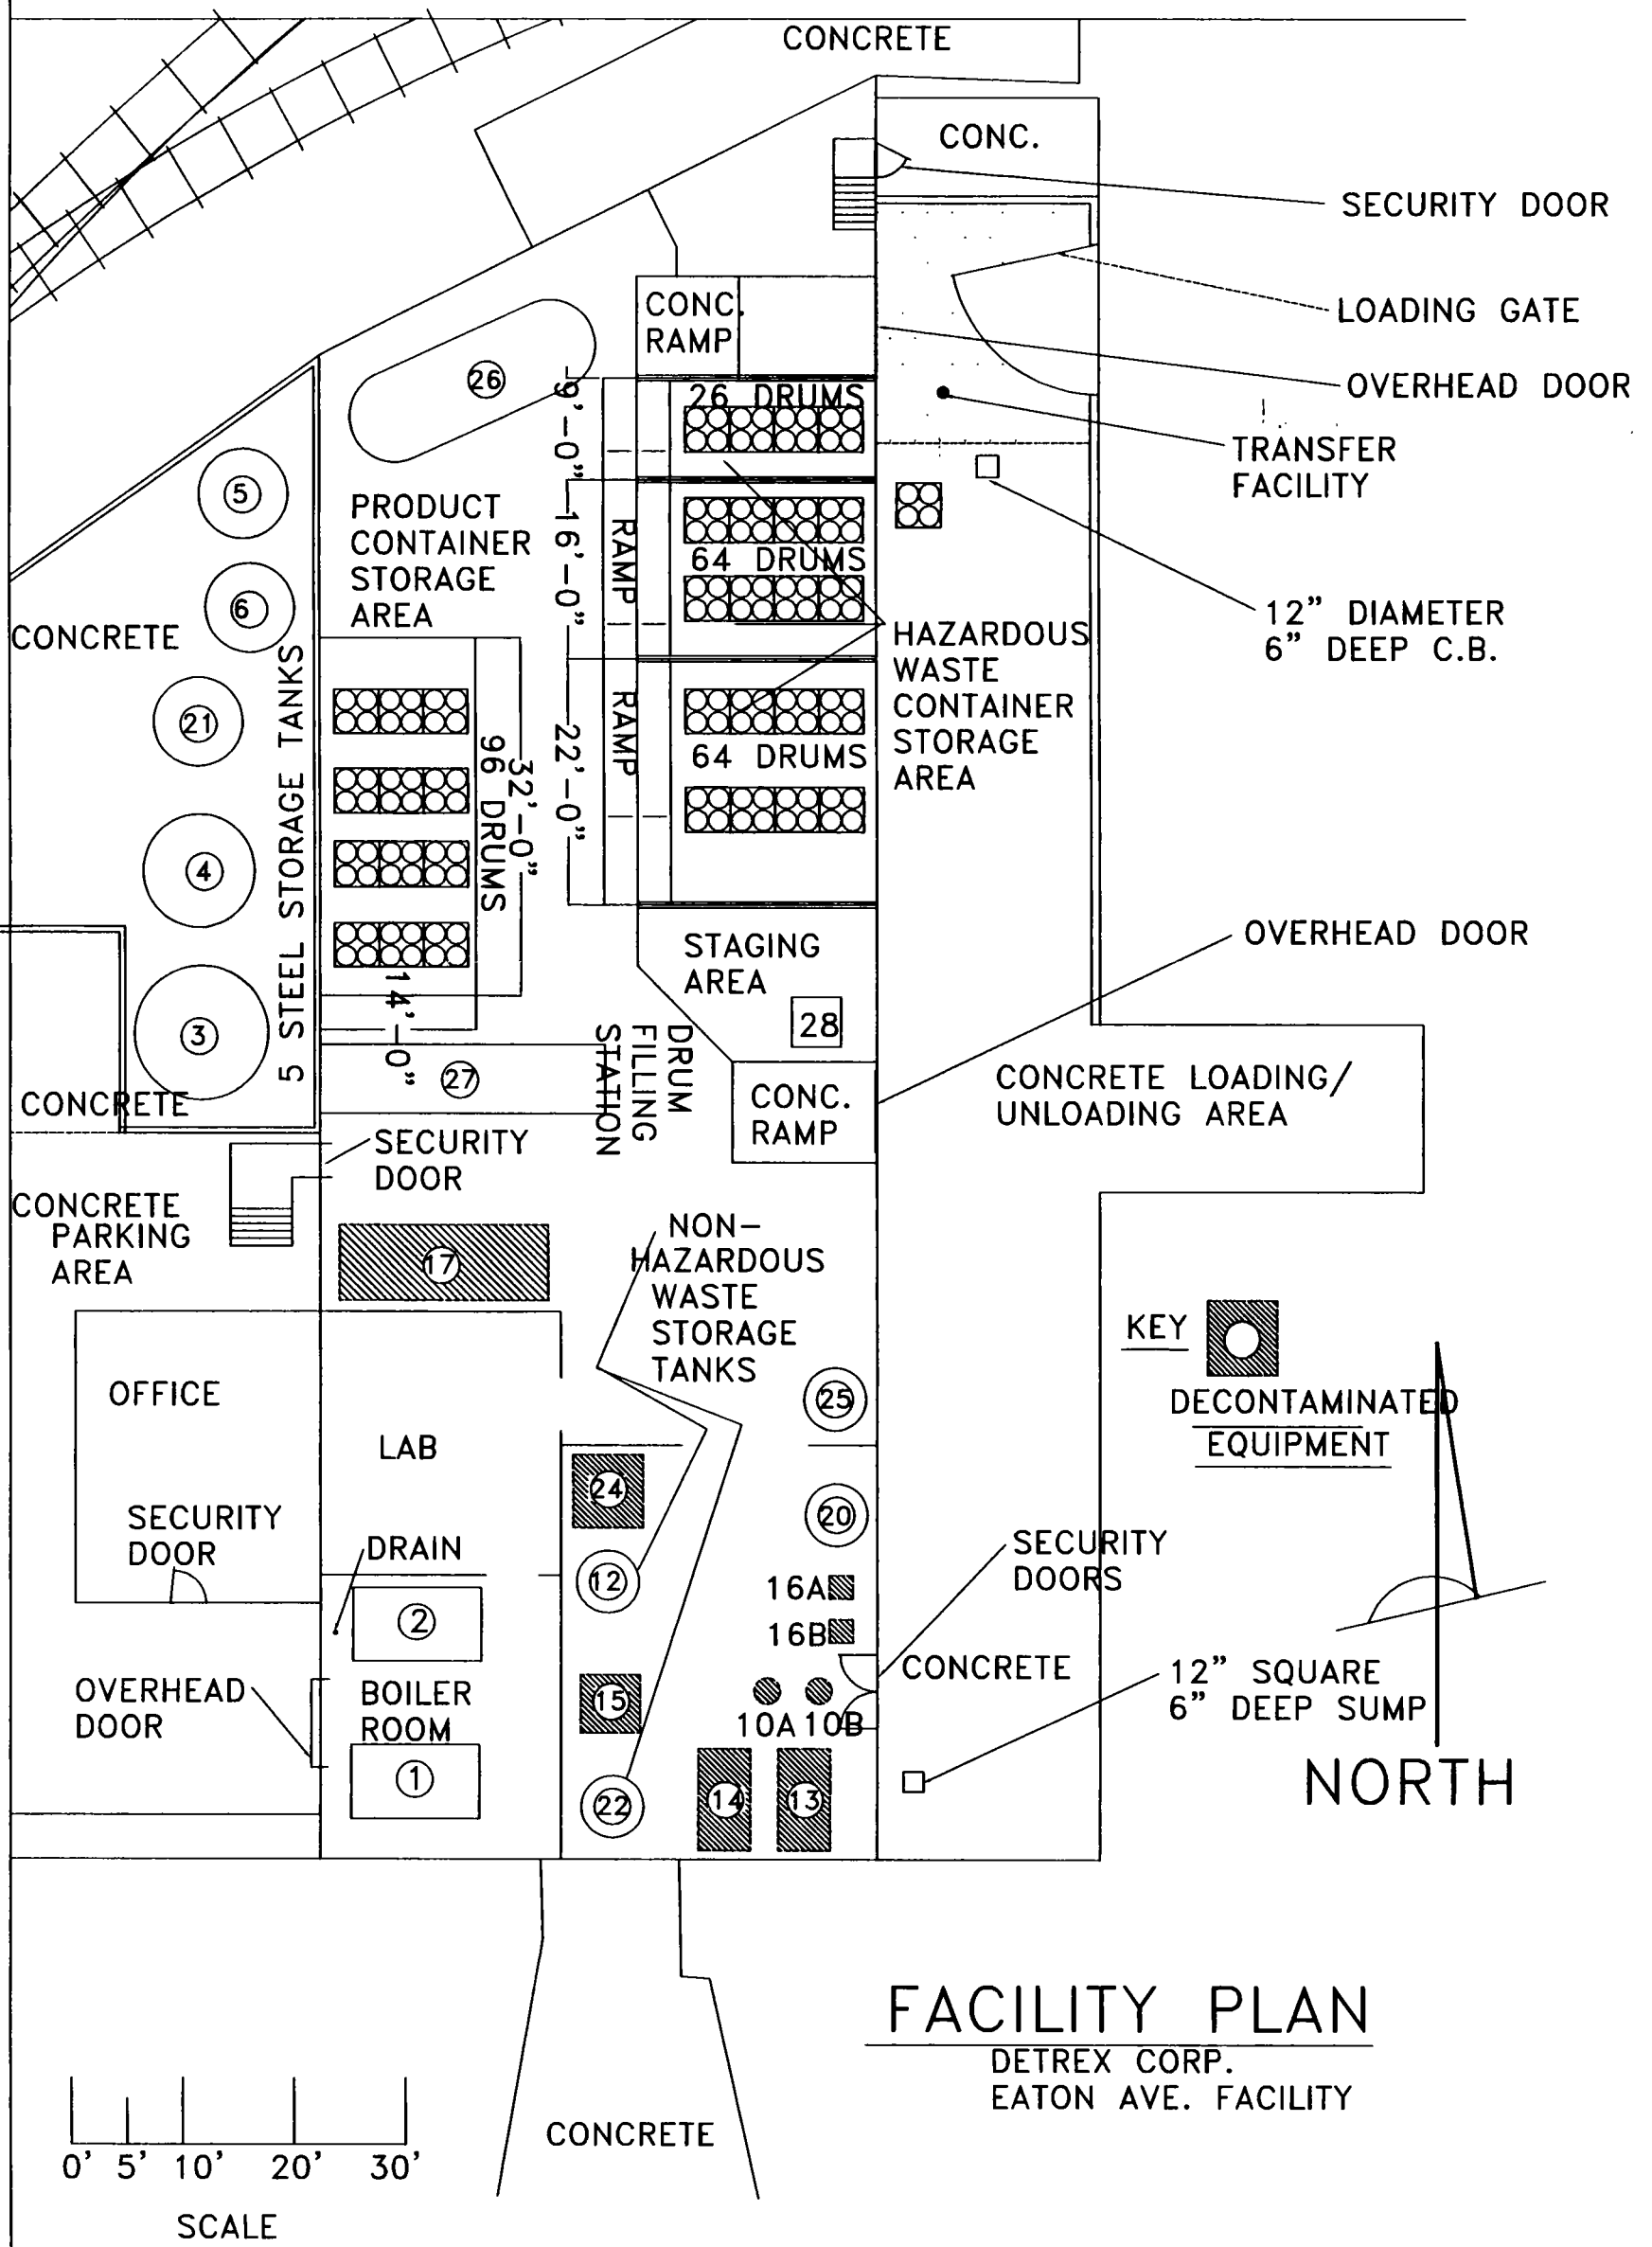 CONCRETE
CONC.
SECURITY DOOR
LOADING GATE
OVERHEAD DOOR
TRANSFER
FACILITY
12" DIAMETER
6" DEEP C.B.
CONC.
RAMP
26
26 DRUMS
9'-0"
16'-0"
22'-0"
RAMP
RAMP
64 DRUMS
64 DRUMS
HAZARDOUS
WASTE
CONTAINER
STORAGE
AREA
PRODUCT
CONTAINER
STORAGE
AREA
5
6
21
4
3
CONCRETE
5 STEEL STORAGE TANKS
96 DRUMS
32'-0"
14'-0"
STAGING
AREA
28
OVERHEAD DOOR
CONCRETE
27
DRUM
FILLING
STATION
CONC.
RAMP
CONCRETE LOADING/
UNLOADING AREA
SECURITY
DOOR
CONCRETE
PARKING
AREA
17
NON-
HAZARDOUS
WASTE
STORAGE
TANKS
KEY
DECONTAMINATED
EQUIPMENT
OFFICE
LAB
25
24
20
SECURITY
DOOR
DRAIN
12
SECURITY
DOORS
16A
16B
2
CONCRETE
12" SQUARE
6" DEEP SUMP
OVERHEAD
DOOR
BOILER
ROOM
15
10A 10B
1
22
14
13
NORTH
FACILITY PLAN
DETREX CORP.
EATON AVE. FACILITY
CONCRETE
0' 5' 10' 20' 30'
SCALE